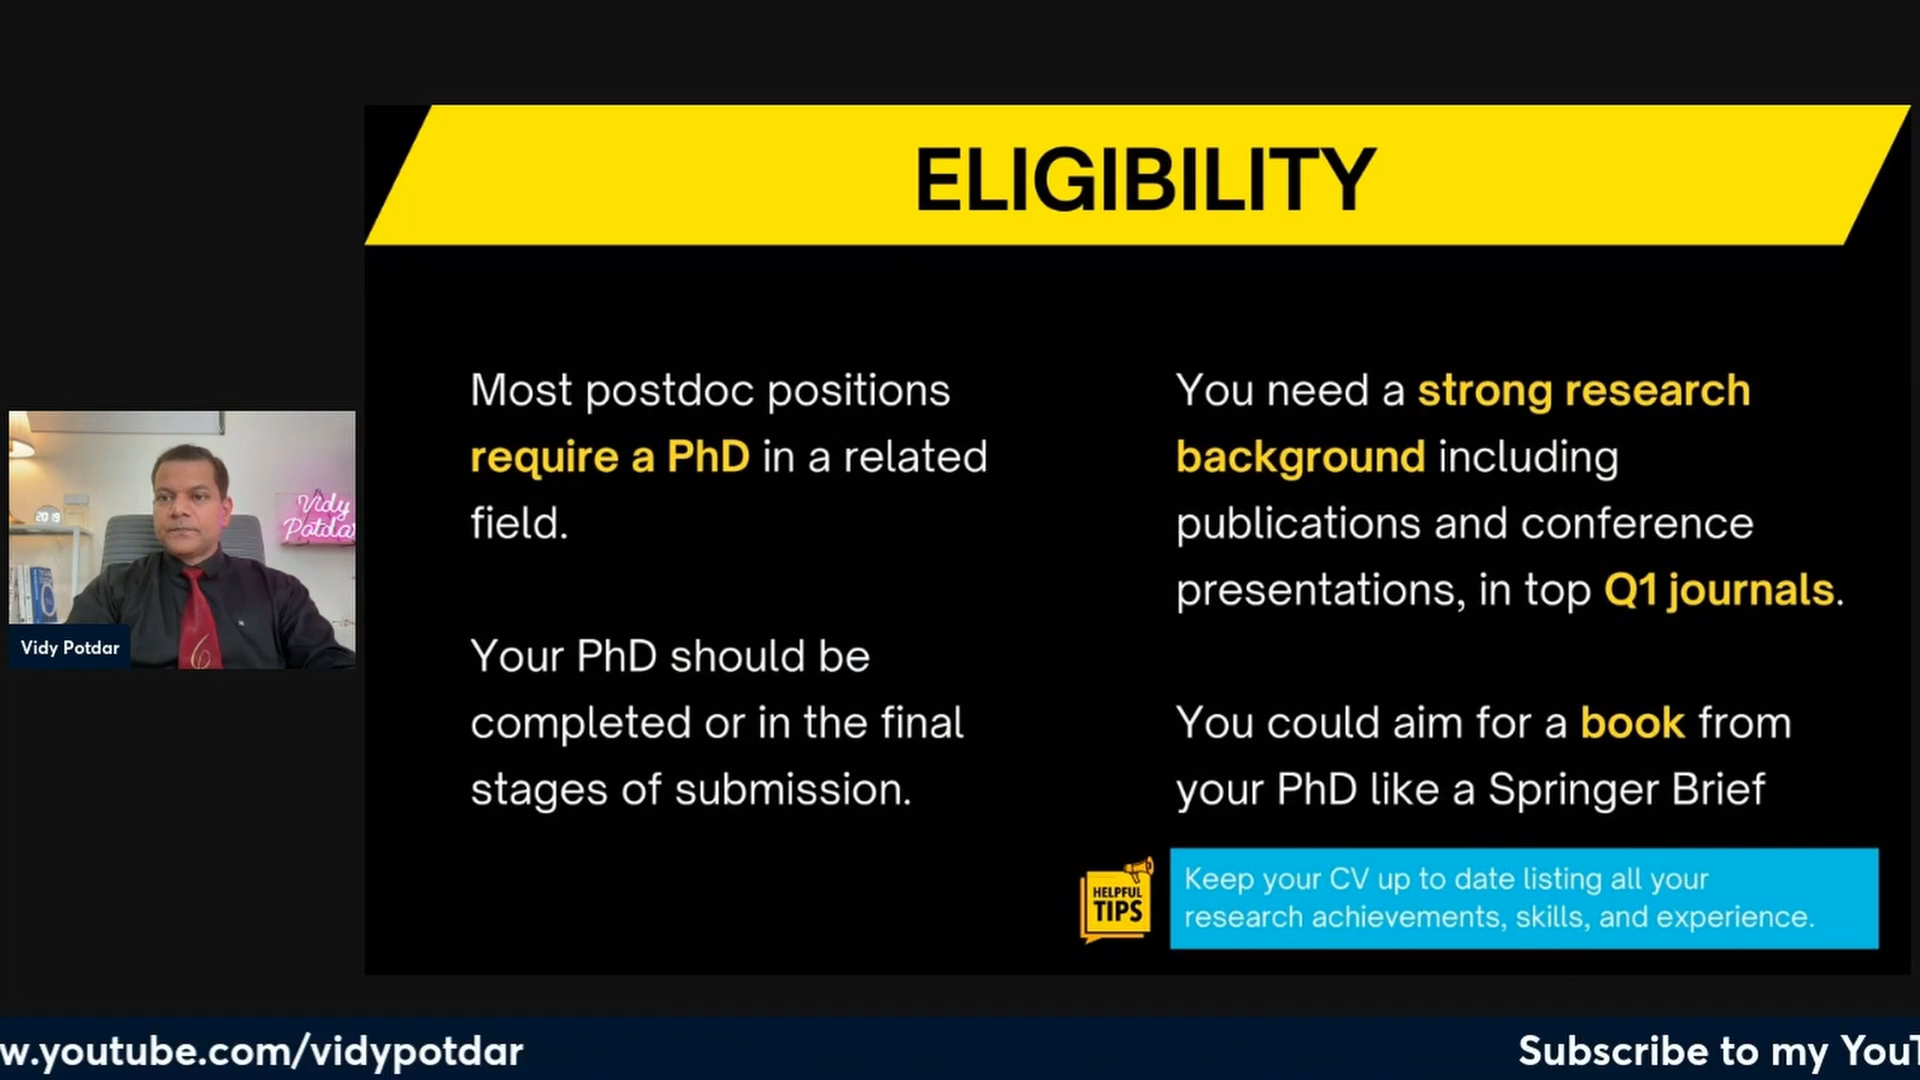 ELIGIBILITY
Most postdoc positions
require a PhD in a related
field.
Your PhD should be
completed or in the final
stages of submission.
You need a strong research
background including
publications and conference
presentations, in top Q1 journals.
You could aim for a book from
your PhD like a Springer Brief
HELPFUL
TIPS
Keep your CV up to date listing all your
research achievements, skills, and experience.
Vidy
Potdar
Vidy Potdar
w.youtube.com/vidypotdar
Subscribe to my YouT